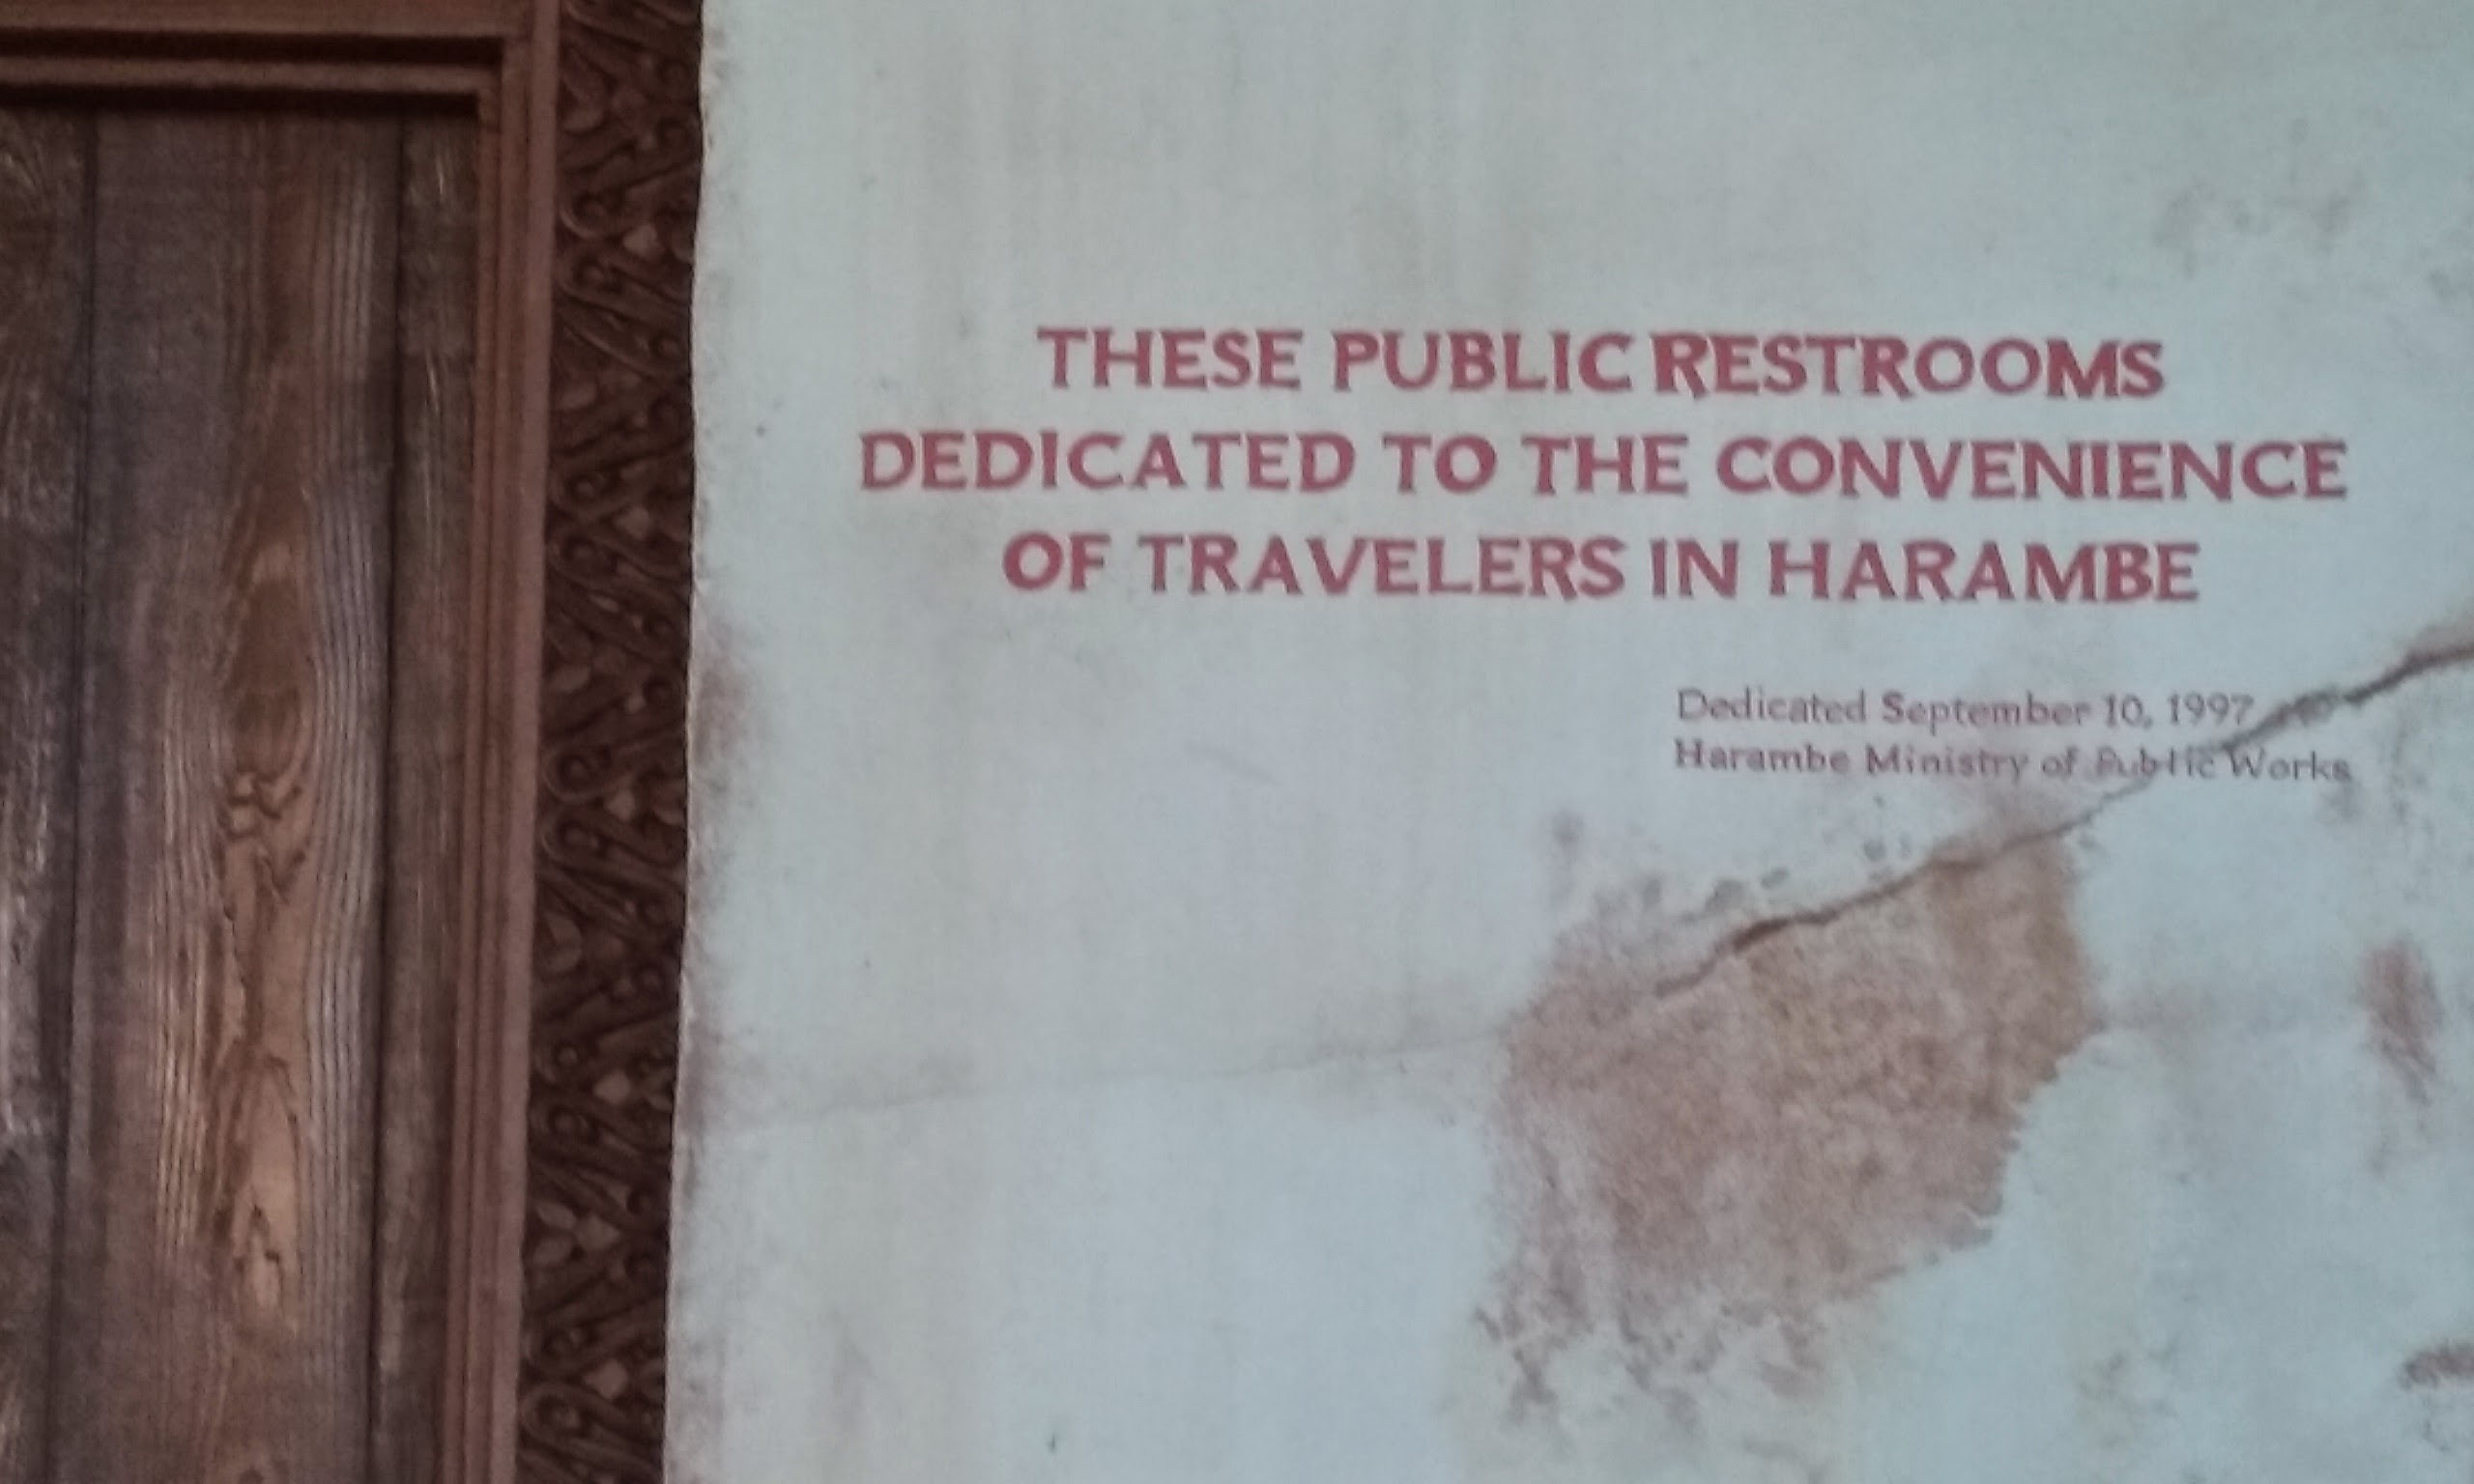 THESE PUBLIC RESTROOMS
DEDICATED TO THE CONVENIENCE
OF TRAVELERS IN HARAMBE
Dedicated September 10, 1997
Harambe Ministry of Public Works